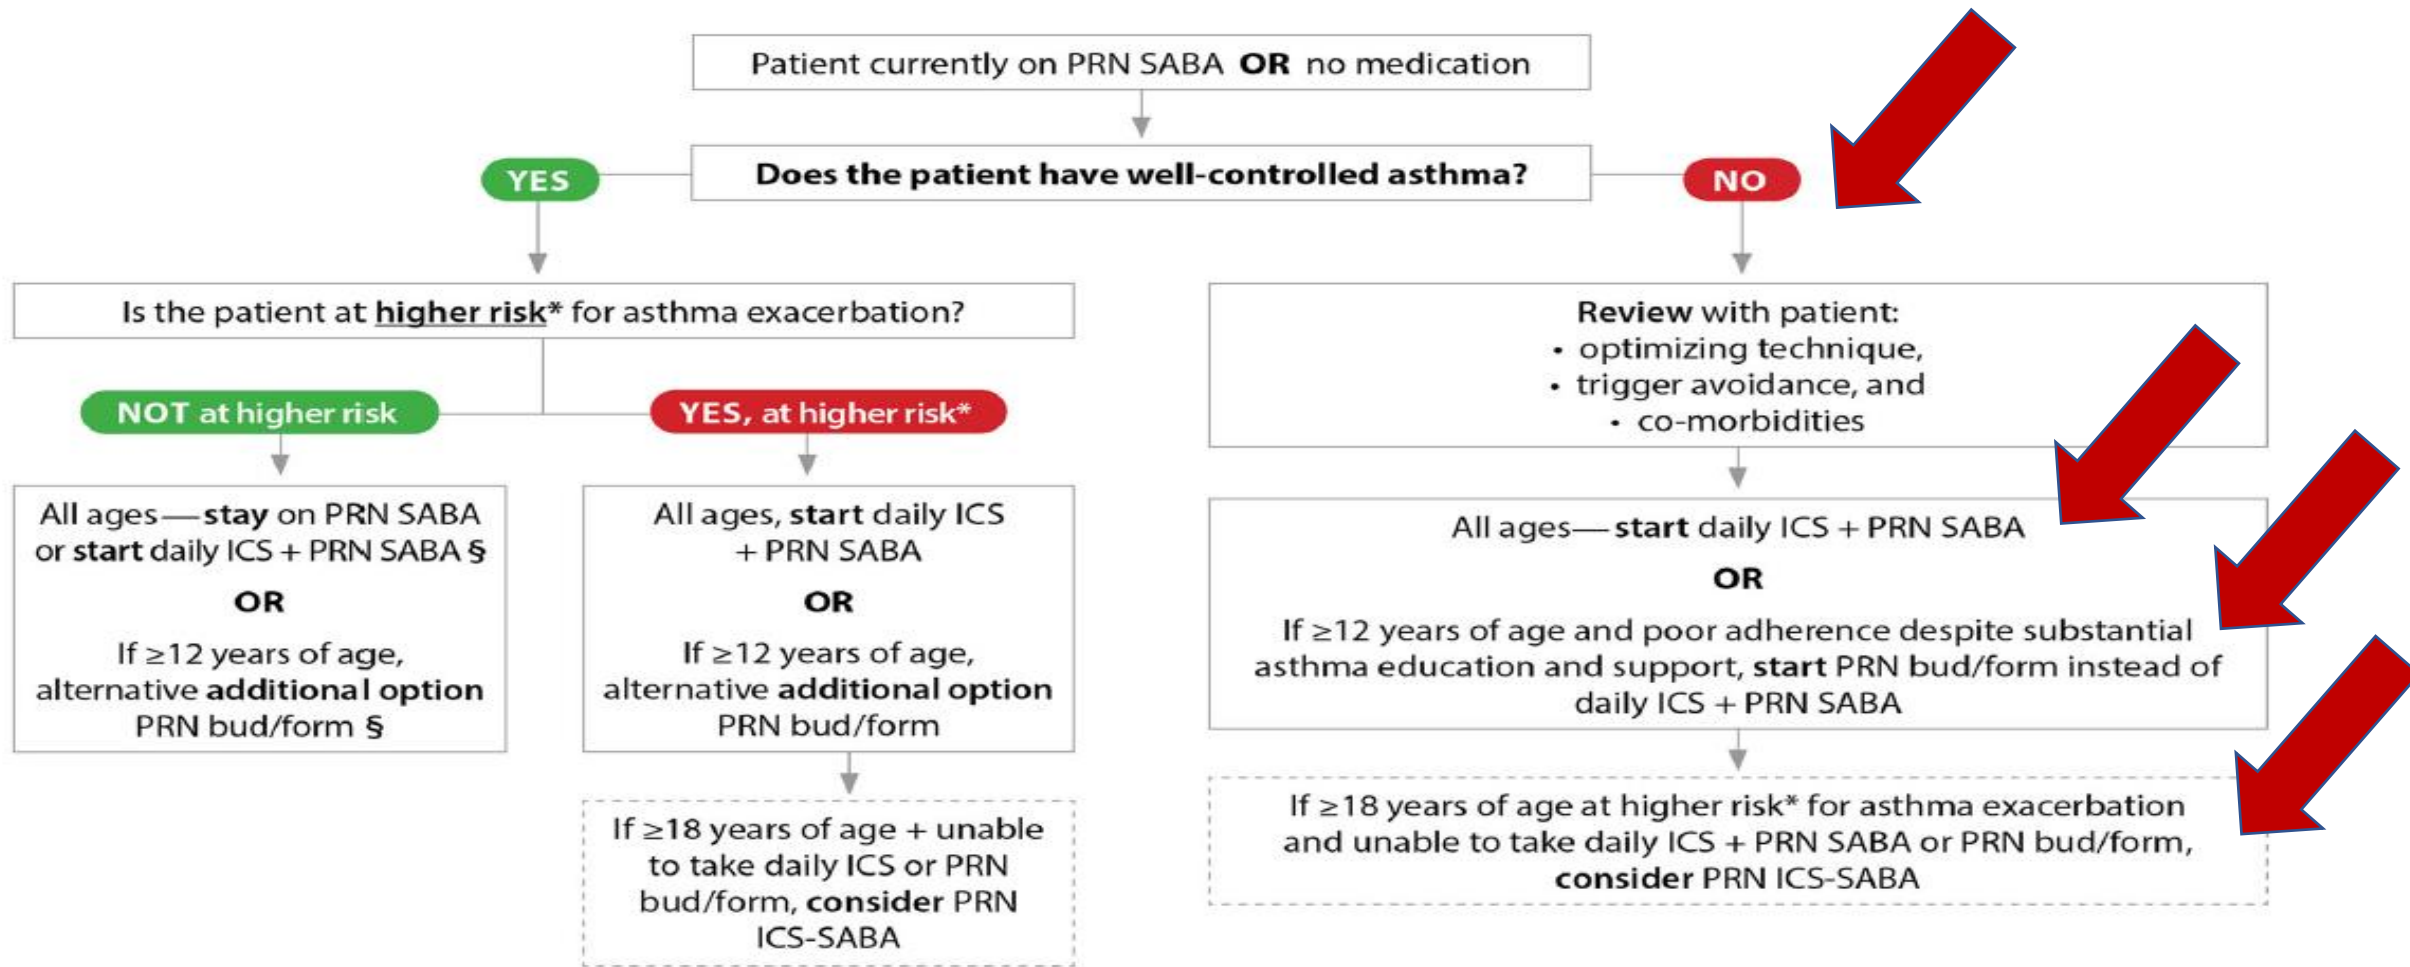 Patient currently on PRN SABA OR no medication
Does the patient have well-controlled asthma?
YES
NO
Is the patient at higher risk* for asthma exacerbation?
NOT at higher risk
YES, at higher risk*
All ages—stay on PRN SABA
or start daily ICS + PRN SABA §
OR
If ≥12 years of age,
alternative additional option
PRN bud/form §
All ages, start daily ICS
+ PRN SABA
OR
If ≥12 years of age,
alternative additional option
PRN bud/form
If ≥18 years of age + unable
to take daily ICS or PRN
bud/form, consider PRN
ICS-SABA
Review with patient:
• optimizing technique,
• trigger avoidance, and
• co-morbidities
All ages—start daily ICS + PRN SABA
OR
If ≥12 years of age and poor adherence despite substantial
asthma education and support, start PRN bud/form instead of
daily ICS + PRN SABA
If ≥18 years of age at higher risk* for asthma exacerbation
and unable to take daily ICS + PRN SABA or PRN bud/form,
consider PRN ICS-SABA